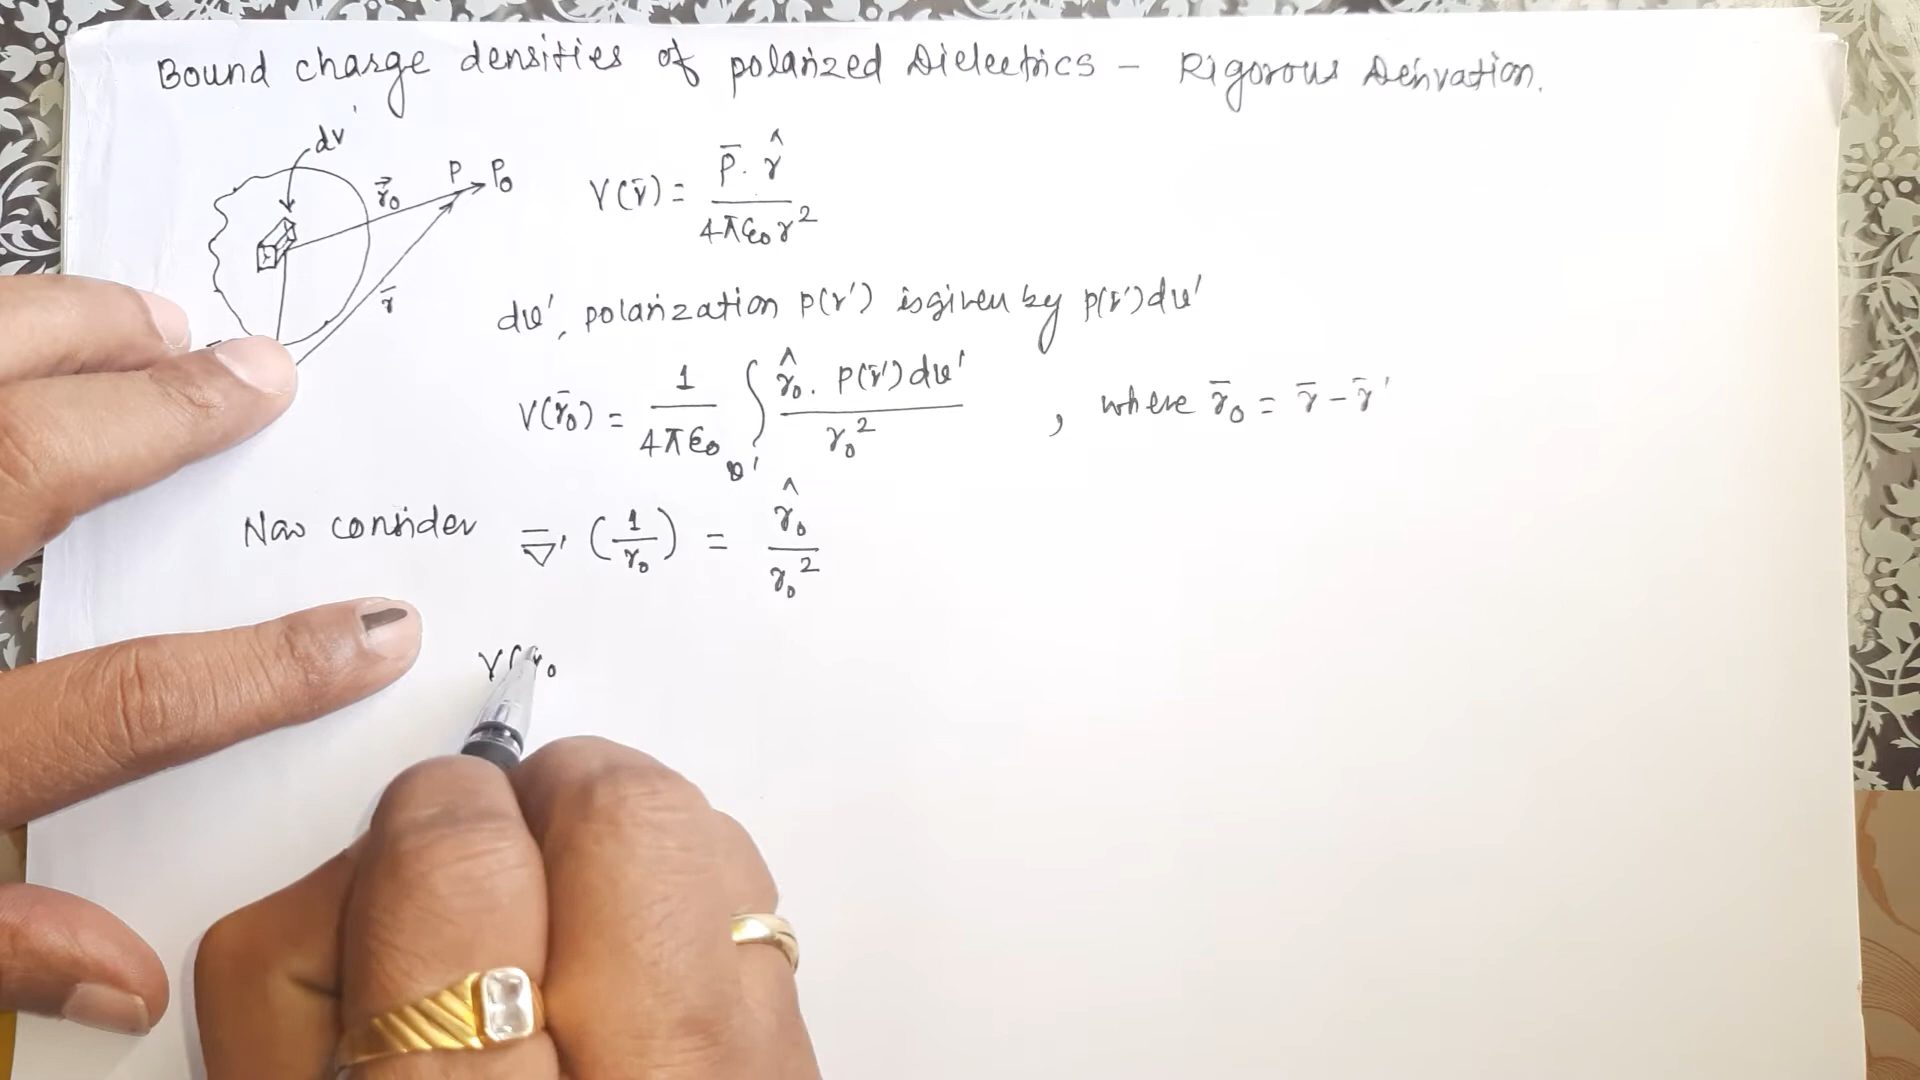 Bound charge densities of polarized Dielectrics – Rigorous Derivation.
dv'
r⃗₀ P P₀
r̄
V(r̄) = p̄ · r̂ / 4πε₀r²
dv', polarization p(r') is given by p(r̄')dv'
V(r̄₀) = 1/4πε₀ ∫v' r̂₀ · p(r̄')dv' / r₀² , where r̄₀ = r̄ – r̄'
Now consider ∇̄' (1/r₀) = r̂₀ / r₀²
V(r₀